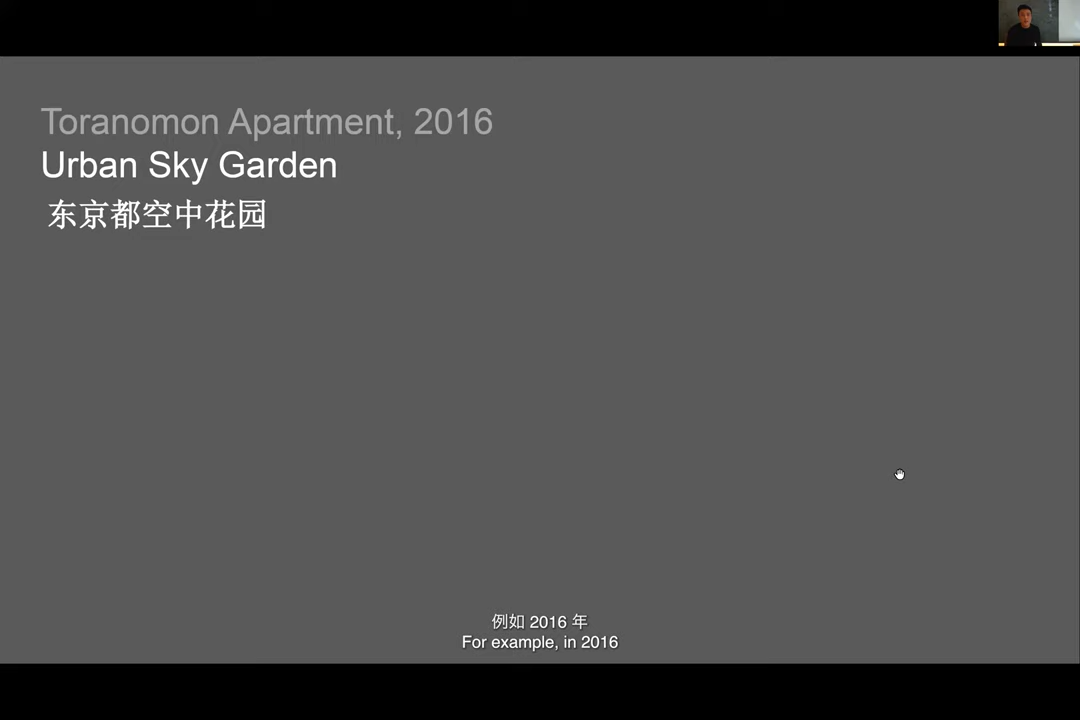 Toranomon Apartment, 2016
Urban Sky Garden
东京都空中花园
例如 2016 年
For example, in 2016